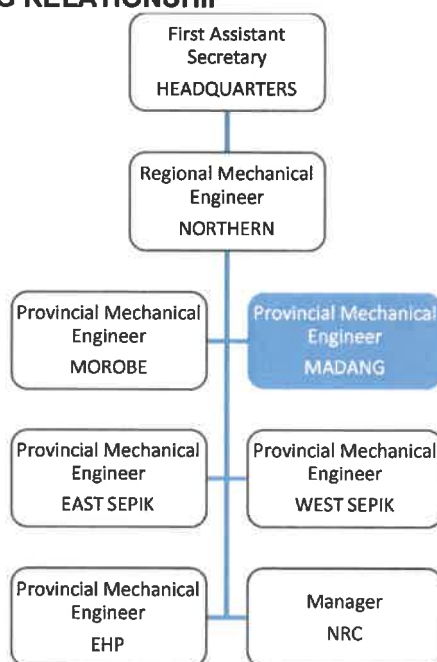 RELATIONSHIP
First Assistant
Secretary
HEADQUARTERS
Regional Mechanical
Engineer
NORTHERN
Provincial Mechanical
Engineer
MOROBE
Provincial Mechanical
Engineer
MADANG
Provincial Mechanical
Engineer
EAST SEPIK
Provincial Mechanical
Engineer
WEST SEPIK
Provincial Mechanical
Engineer
EHP
Manager
NRC